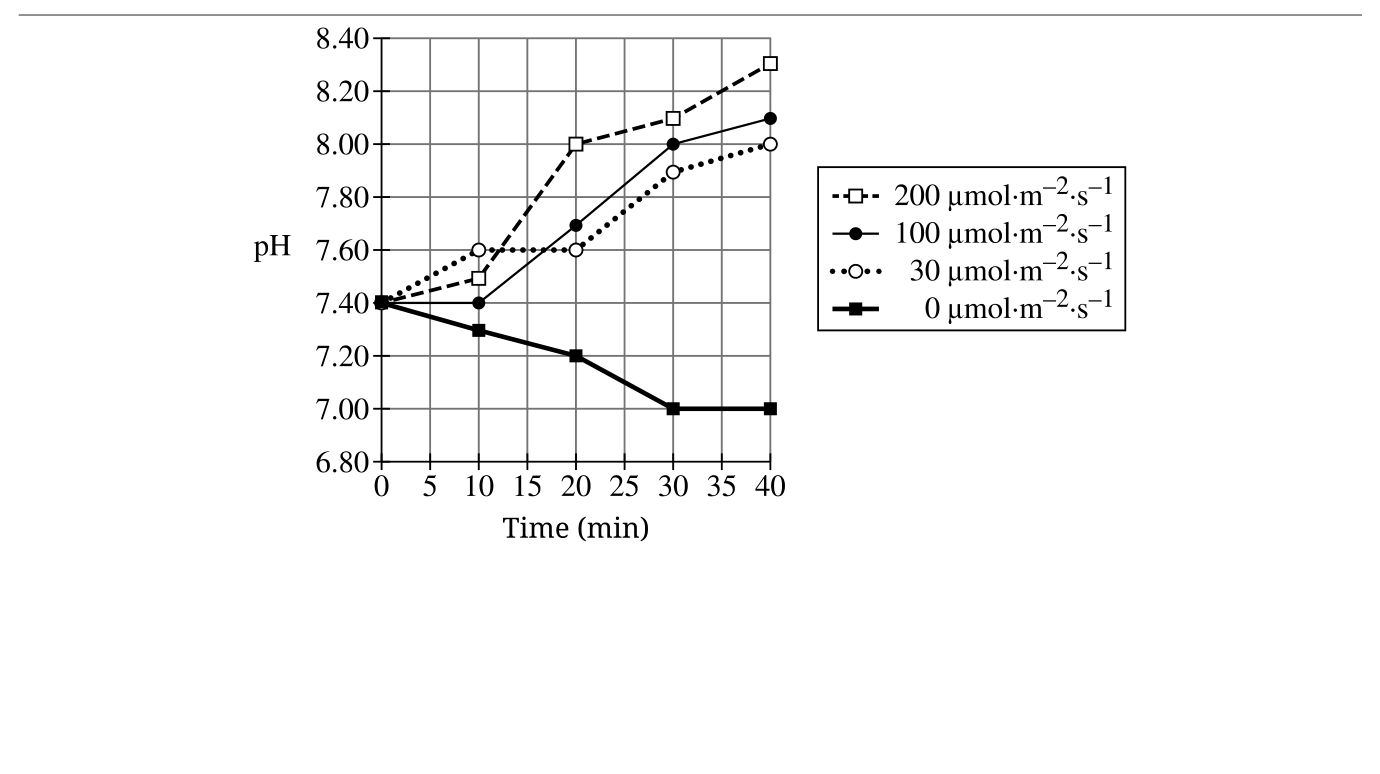 8.40
8.20
8.00
7.80
pH 7.60
7.40
7.20
7.00
6.80
0 5 10 15 20 25 30 35 40
Time (min)
200 µmol·m⁻²·s⁻¹
100 µmol·m⁻²·s⁻¹
30 µmol·m⁻²·s⁻¹
0 µmol·m⁻²·s⁻¹